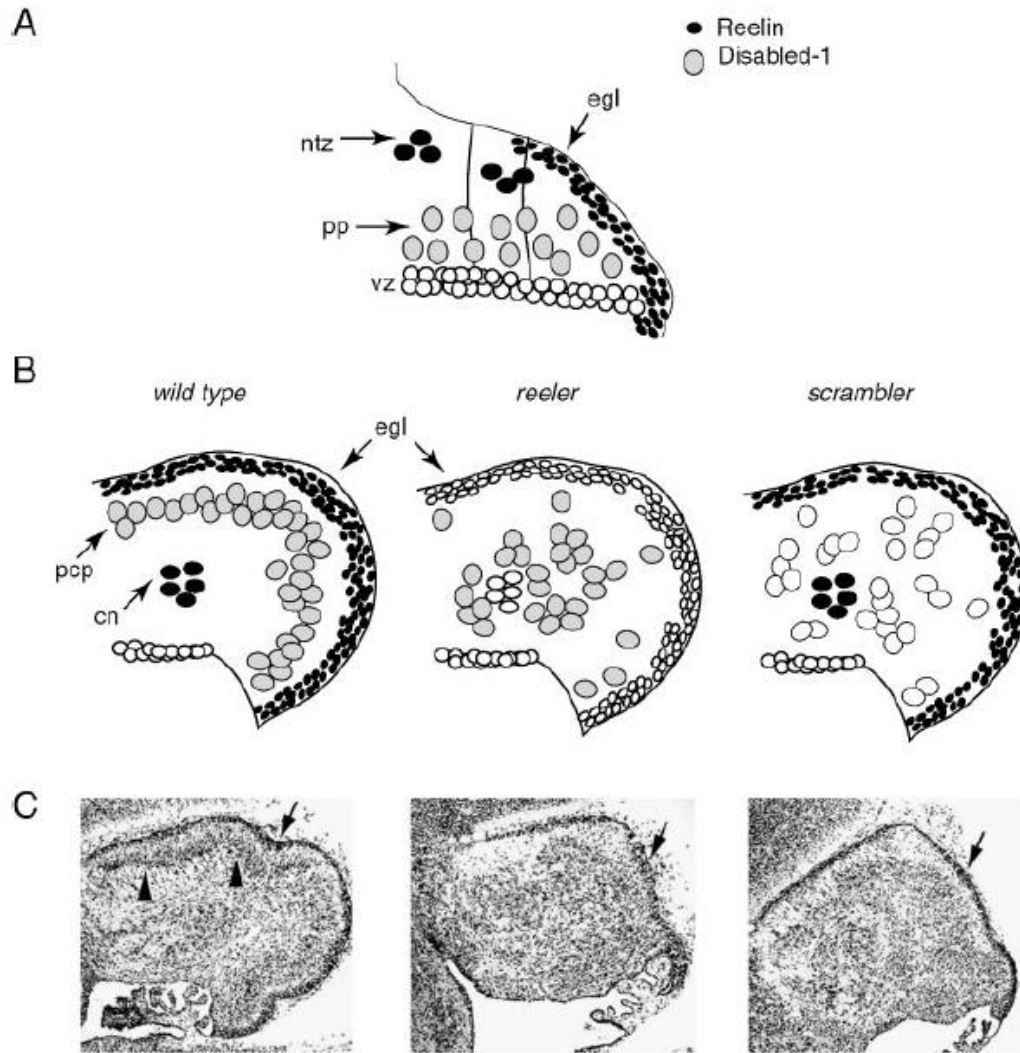 A
Reelin
Disabled-1
egl
ntz
pp
vz
B
wild type
reeler
scrambler
egl
pcp
cn
C